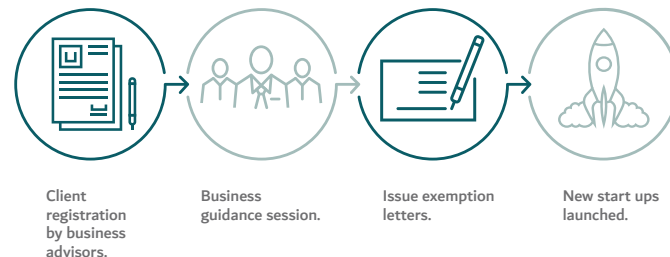 Client
registration
by business
advisors.
Business
guidance session.
Issue exemption
letters.
New start ups
launched.